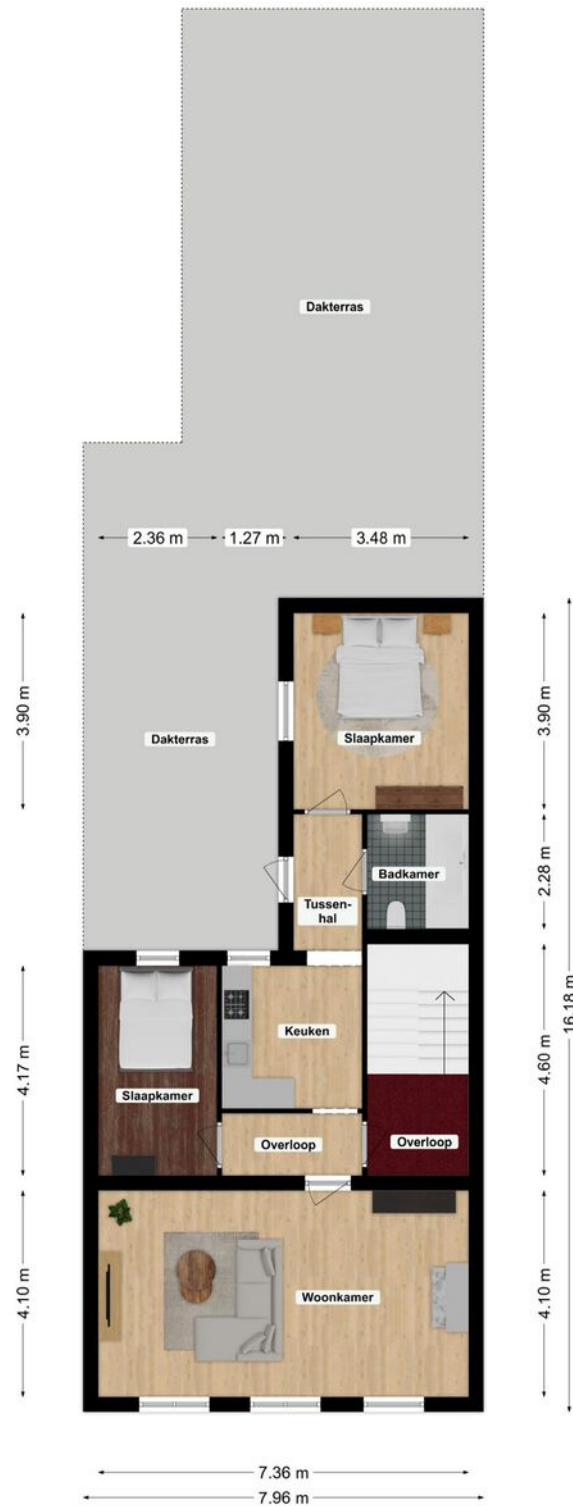 Dakterras
2.36 m
1.27 m
3.48 m
3.90 m
3.90 m
Slaapkamer
Dakterras
2.28 m
Badkamer
Tussen-
hal
16.18 m
Keuken
4.17 m
4.60 m
Slaapkamer
Overloop
Overloop
4.10 m
4.10 m
Woonkamer
7.36 m
7.96 m